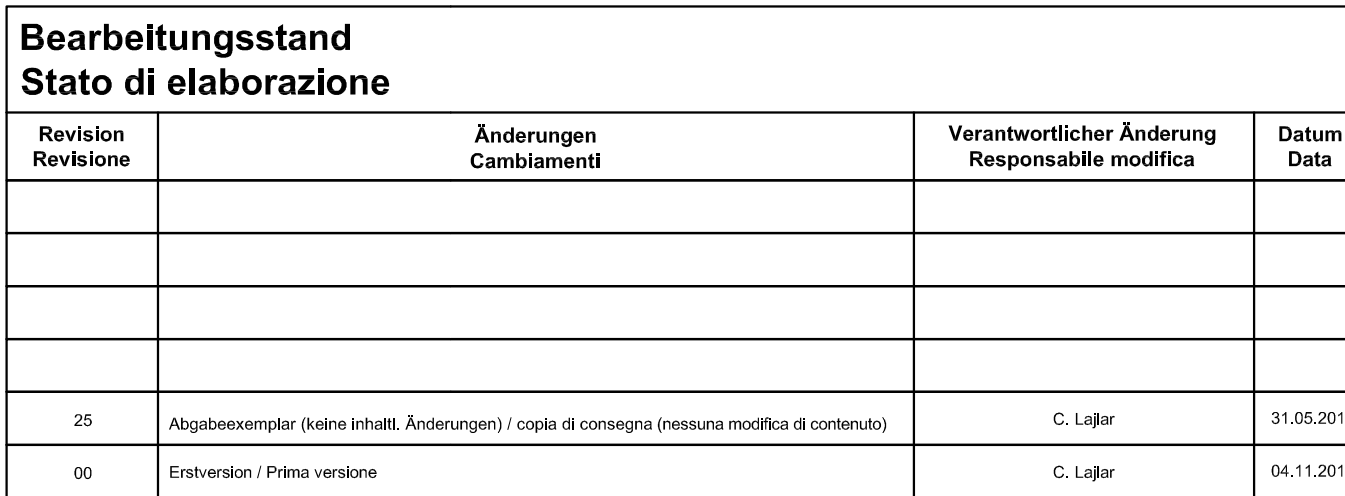 Bearbeitungsstand
Stato di elaborazione
Revision
Revisione
Änderungen
Cambiamenti
Verantwortlicher Änderung
Responsabile modifica
Datum
Data
25
Abgabeexemplar (keine inhaltl. Änderungen) / copia di consegna (nessuna modifica di contenuto)
C. Lajlar
31.05.201
00
Erstversion / Prima versione
C. Lajlar
04.11.201